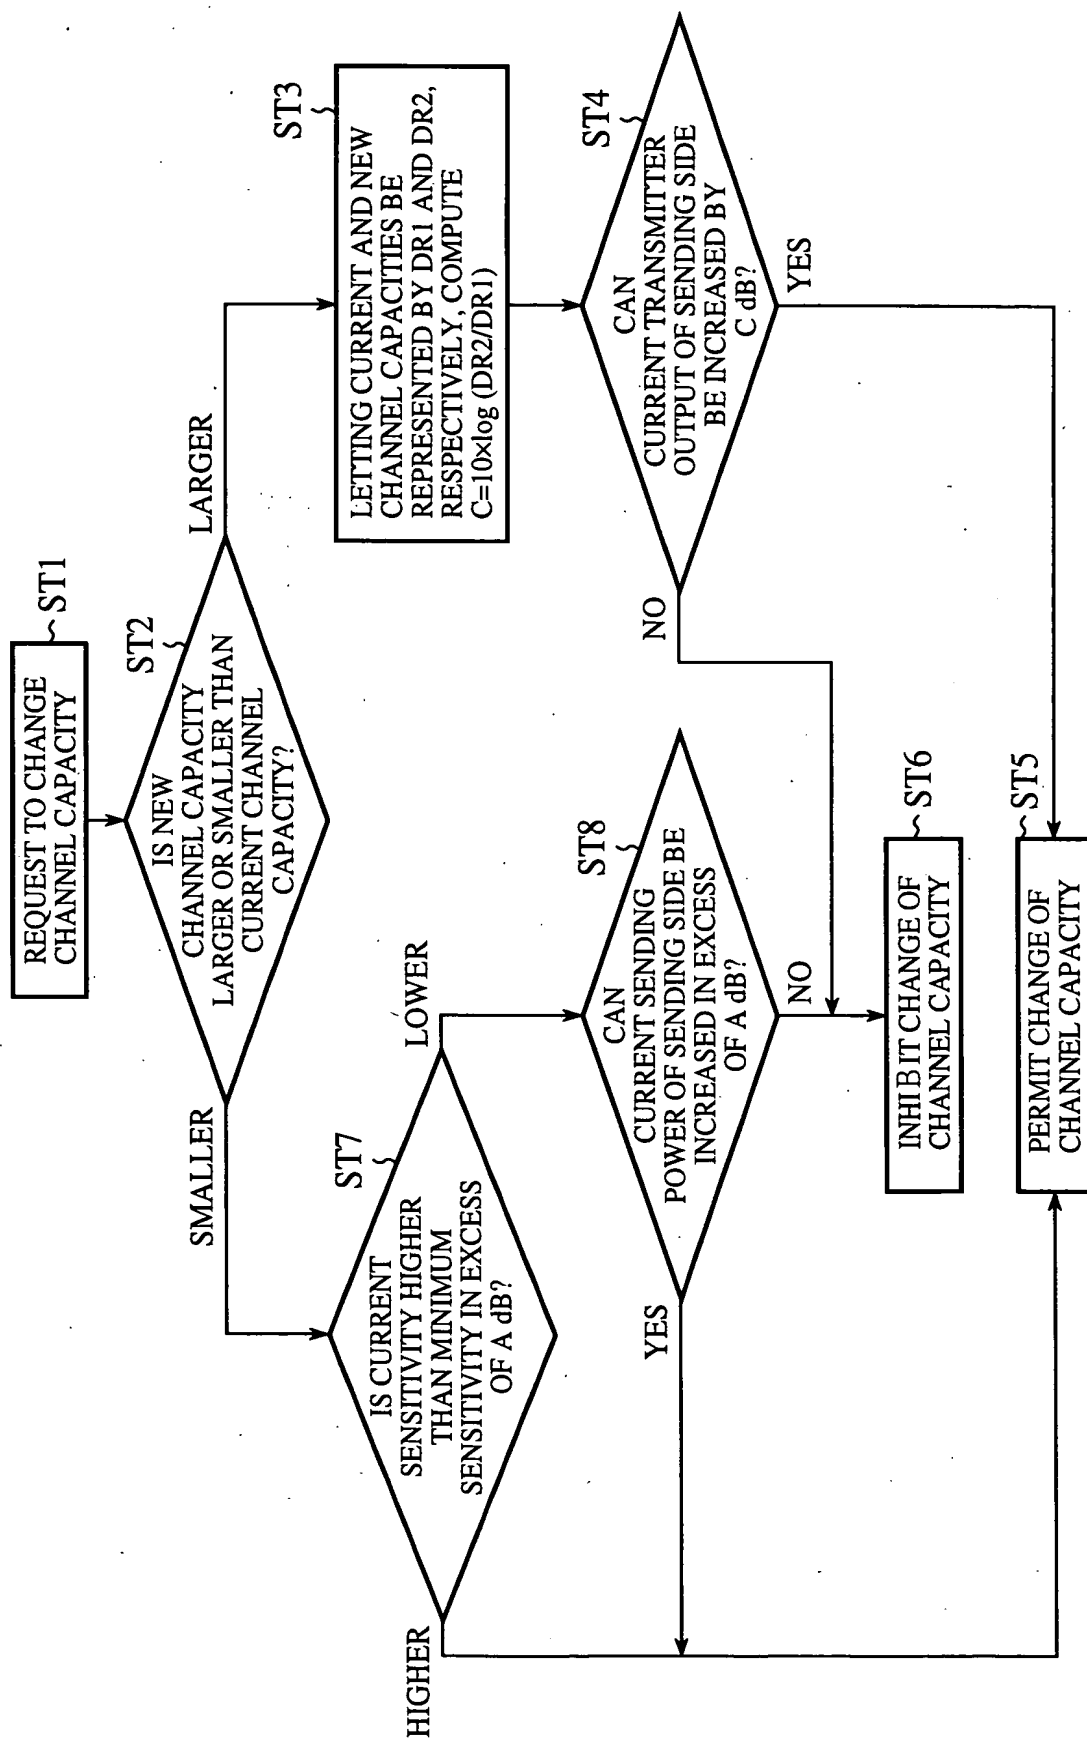 REQUEST TO CHANGE
CHANNEL CAPACITY
ST1
ST2
IS NEW
CHANNEL CAPACITY
LARGER OR SMALLER THAN
CURRENT CHANNEL
CAPACITY?
SMALLER
LARGER
ST3
LETTING CURRENT AND NEW
CHANNEL CAPACITIES BE
REPRESENTED BY DR1 AND DR2,
RESPECTIVELY, COMPUTE
C=10×log (DR2/DR1)
ST7
IS CURRENT
SENSITIVITY HIGHER
THAN MINIMUM
SENSITIVITY IN EXCESS
OF A dB?
HIGHER
LOWER
ST4
CAN
CURRENT TRANSMITTER
OUTPUT OF SENDING SIDE
BE INCREASED BY
C dB?
NO
YES
ST8
CAN
CURRENT SENDING
POWER OF SENDING SIDE BE
INCREASED IN EXCESS
OF A dB?
YES
NO
ST6
INHIBIT CHANGE OF
CHANNEL CAPACITY
ST5
PERMIT CHANGE OF
CHANNEL CAPACITY